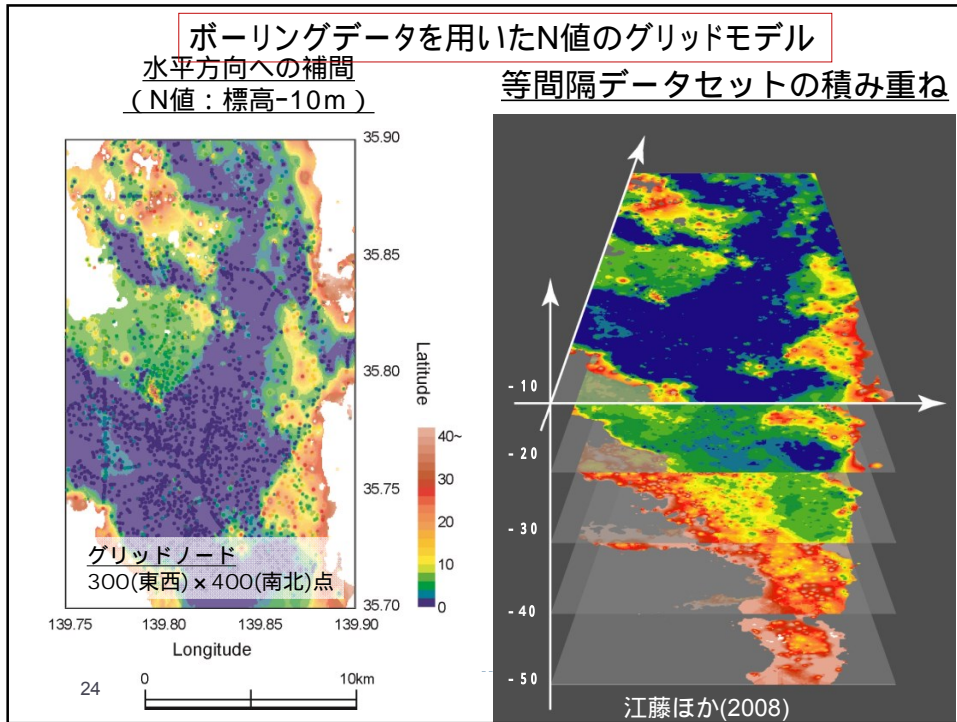 ボーリングデータを用いたN値のグリッドモデル
水平方向への補間
（N値：標高-10m）
35.90
35.85
35.80
35.75
35.70
Latitude
40~
30
20
10
0
グリッドノード
300(東西) × 400(南北)点
139.75
139.80
139.85
139.90
Longitude
0
10km
24
等間隔データセットの積み重ね
-10
-20
-30
-40
-50
江藤ほか(2008)